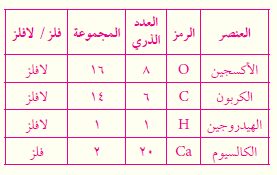 العنصر الرمز العدد الذري المجموعة فلز / لافلز
الأكسجين O ٨ ١٦ لافلز
الكربون C ٦ ١٤ لافلز
الهيدروجين H ١ ١ لافلز
الكالسيوم Ca ٢٠ ٢ فلز